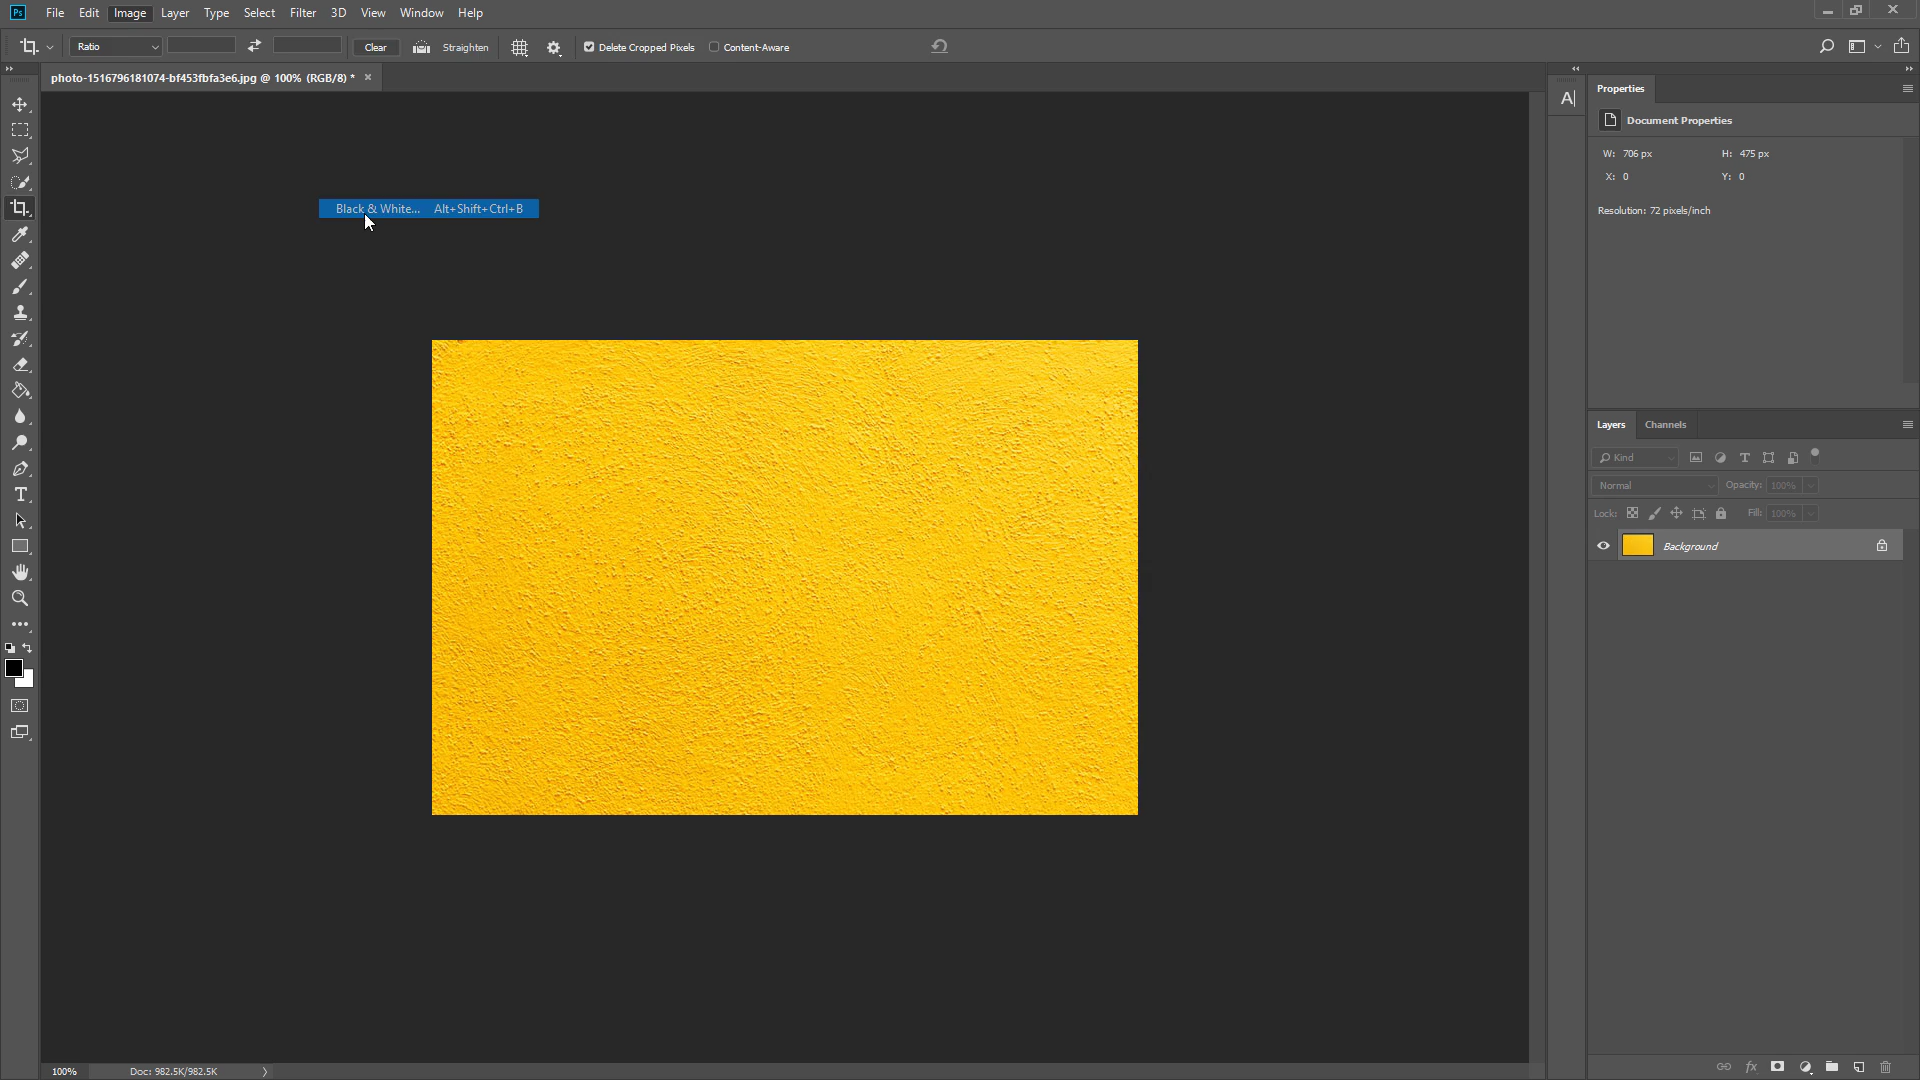 Ps File Edit Image Layer Type Select Filter 3D View Window Help
Ratio Clear Straighten Delete Cropped Pixels Content-Aware
photo-1516796181074-bf453fbfa3e6.jpg @ 100% (RGB/8) * ×
Black & White... Alt+Shift+Ctrl+B
A|
Properties
Document Properties
W: 706 px H: 475 px
X: 0 Y: 0
Resolution: 72 pixels/inch
Layers Channels
Kind
Normal Opacity: 100%
Lock: Fill: 100%
Background
fx
100% Doc: 982.5K/982.5K